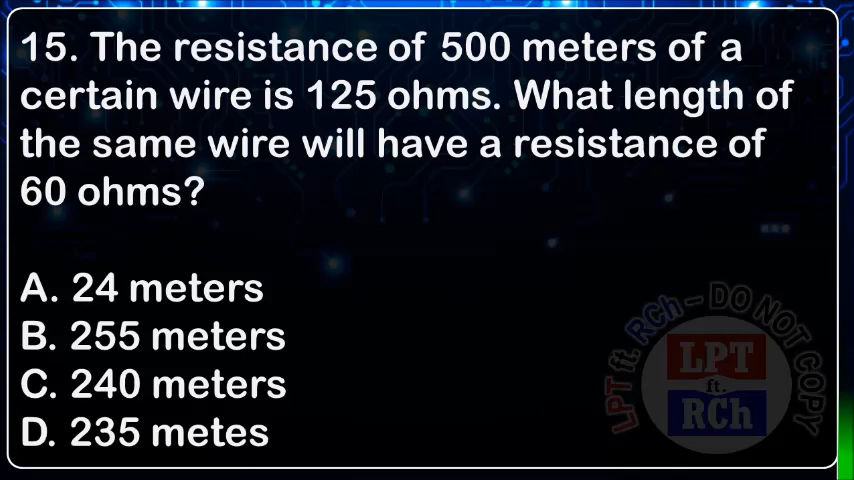 15. The resistance of 500 meters of a
certain wire is 125 ohms. What length of
the same wire will have a resistance of
60 ohms?
A. 24 meters
B. 255 meters
C. 240 meters
D. 235 metes
LPT ft. RCh – DO NOT COPY
LPT
ft.
RCh